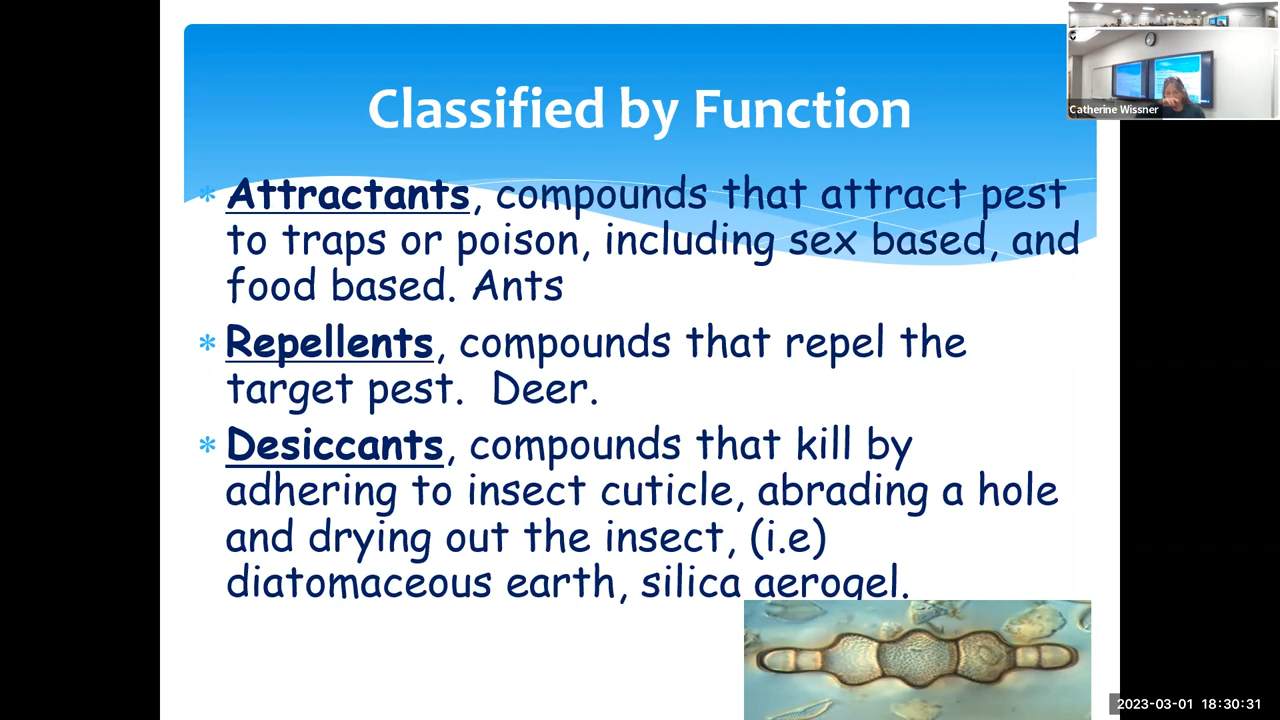 Classified by Function
Catherine Wissner
* Attractants, compounds that attract pest
to traps or poison, including sex based, and
food based. Ants
* Repellents, compounds that repel the
target pest.  Deer.
* Desiccants, compounds that kill by
adhering to insect cuticle, abrading a hole
and drying out the insect, (i.e)
diatomaceous earth, silica aerogel.
2023-03-01 18:30:31